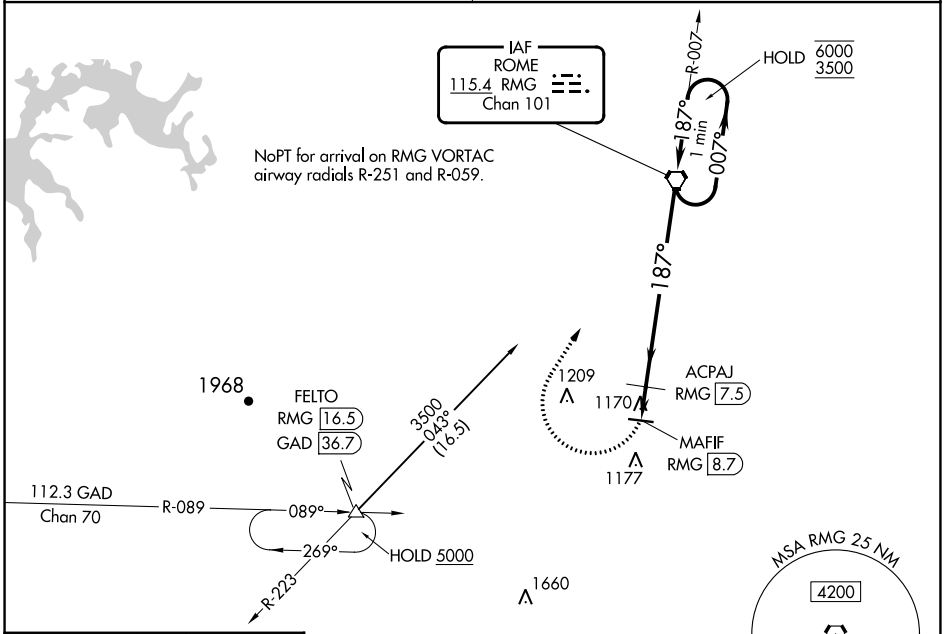 IAF
ROME
115.4 RMG
Chan 101
R-007
HOLD 6000
3500
187°
1 min
007°
NoPT for arrival on RMG VORTAC
airway radials R-251 and R-059.
187°
1968
FELTO
RMG 16.5
GAD 36.7
3500
043°
(16.5)
1209
1170
ACPAJ
RMG 7.5
MAFIF
RMG 8.7
1177
112.3 GAD
Chan 70
R-089
089°
269°
HOLD 5000
R-223
1660
MSA RMG 25 NM
4200